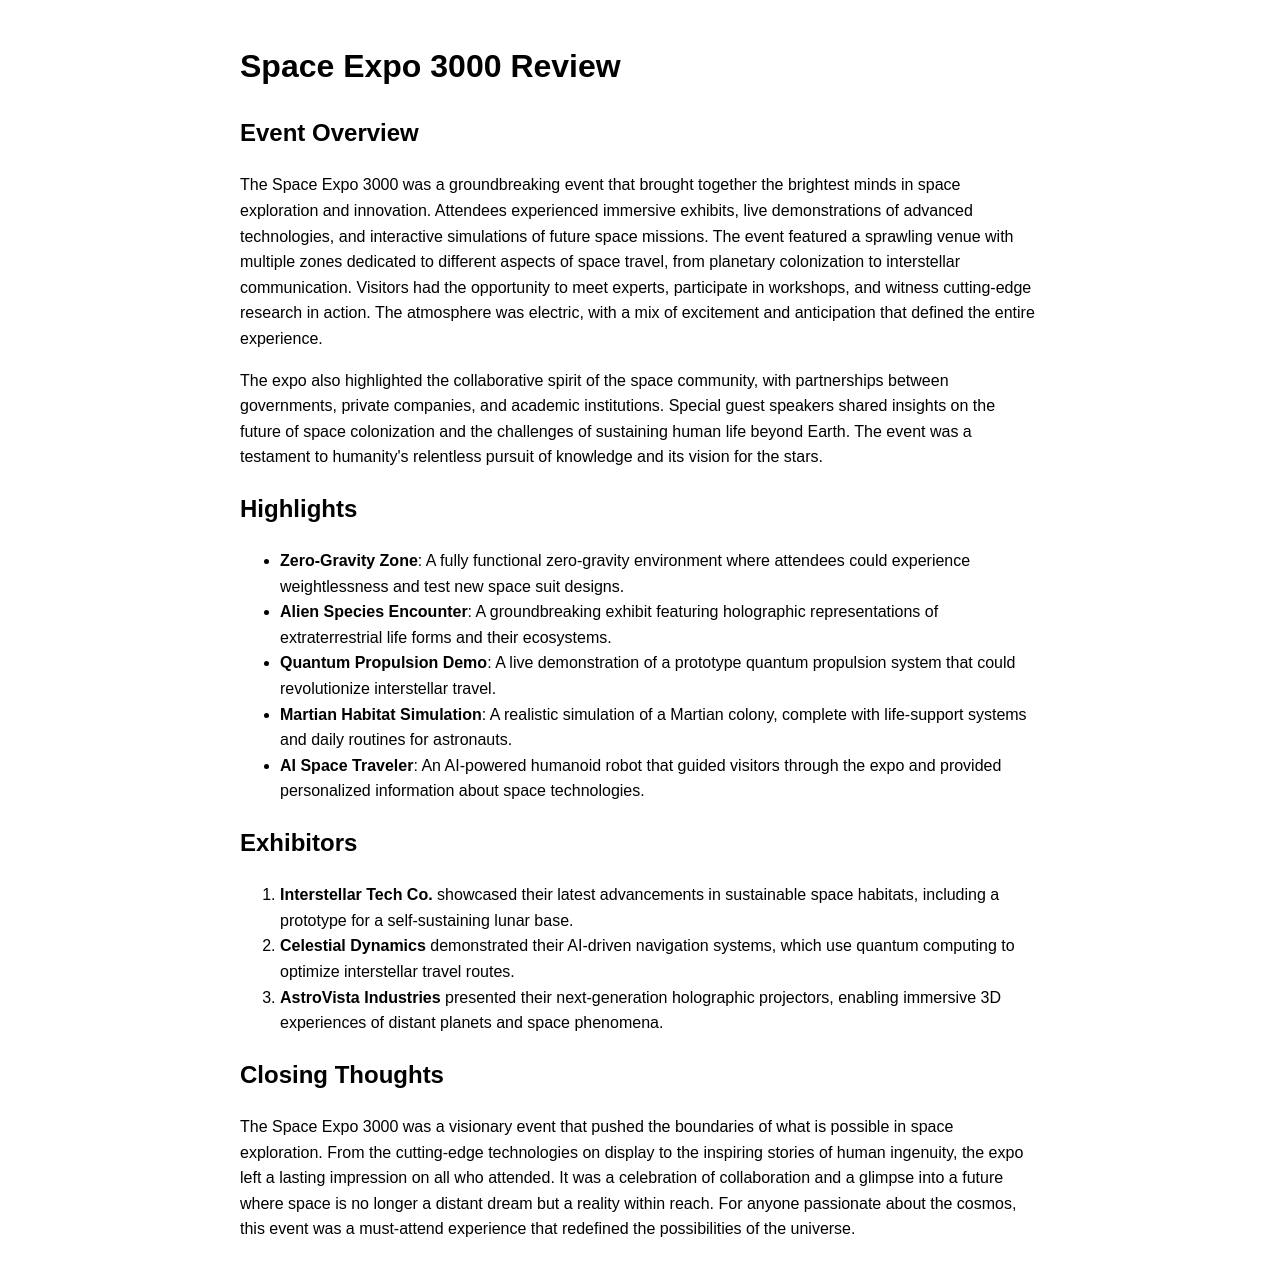 Space Expo 3000 Review
Event Overview
The Space Expo 3000 was a groundbreaking event that brought together the brightest minds in space
exploration and innovation. Attendees experienced immersive exhibits, live demonstrations of advanced
technologies, and interactive simulations of future space missions. The event featured a sprawling venue with
multiple zones dedicated to different aspects of space travel, from planetary colonization to interstellar
communication. Visitors had the opportunity to meet experts, participate in workshops, and witness cutting-edge
research in action. The atmosphere was electric, with a mix of excitement and anticipation that defined the entire
experience.
The expo also highlighted the collaborative spirit of the space community, with partnerships between
governments, private companies, and academic institutions. Special guest speakers shared insights on the
future of space colonization and the challenges of sustaining human life beyond Earth. The event was a
testament to humanity's relentless pursuit of knowledge and its vision for the stars.
Highlights
• Zero-Gravity Zone: A fully functional zero-gravity environment where attendees could experience
weightlessness and test new space suit designs.
• Alien Species Encounter: A groundbreaking exhibit featuring holographic representations of
extraterrestrial life forms and their ecosystems.
• Quantum Propulsion Demo: A live demonstration of a prototype quantum propulsion system that could
revolutionize interstellar travel.
• Martian Habitat Simulation: A realistic simulation of a Martian colony, complete with life-support systems
and daily routines for astronauts.
• AI Space Traveler: An AI-powered humanoid robot that guided visitors through the expo and provided
personalized information about space technologies.
Exhibitors
1. Interstellar Tech Co. showcased their latest advancements in sustainable space habitats, including a
prototype for a self-sustaining lunar base.
2. Celestial Dynamics demonstrated their AI-driven navigation systems, which use quantum computing to
optimize interstellar travel routes.
3. AstroVista Industries presented their next-generation holographic projectors, enabling immersive 3D
experiences of distant planets and space phenomena.
Closing Thoughts
The Space Expo 3000 was a visionary event that pushed the boundaries of what is possible in space
exploration. From the cutting-edge technologies on display to the inspiring stories of human ingenuity, the expo
left a lasting impression on all who attended. It was a celebration of collaboration and a glimpse into a future
where space is no longer a distant dream but a reality within reach. For anyone passionate about the cosmos,
this event was a must-attend experience that redefined the possibilities of the universe.